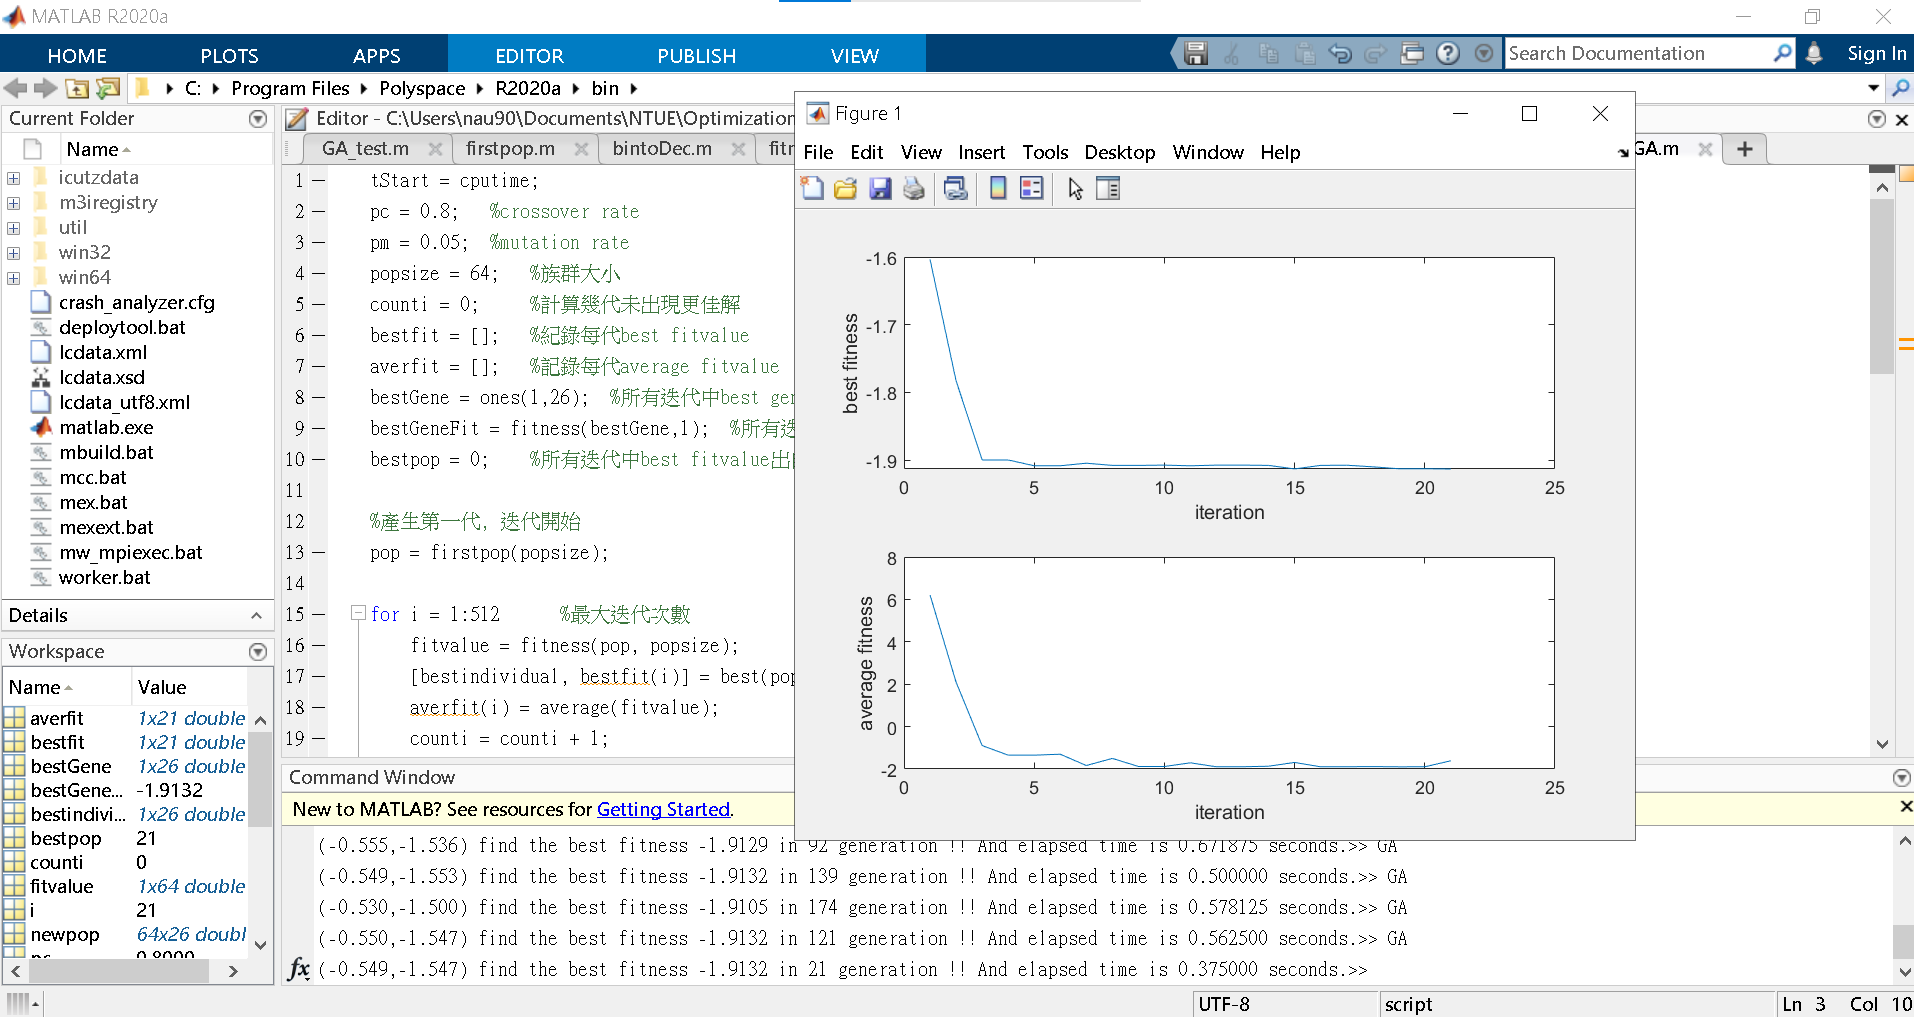 MATLAB R2020a
HOME PLOTS APPS EDITOR PUBLISH VIEW Search Documentation Sign In
C: Program Files Polyspace R2020a bin
Current Folder
Name
icutzdata
m3iregistry
util
win32
win64
crash_analyzer.cfg
deploytool.bat
lcdata.xml
lcdata.xsd
lcdata_utf8.xml
matlab.exe
mbuild.bat
mcc.bat
mex.bat
mexext.bat
mw_mpiexec.bat
worker.bat
Details
Workspace
Name Value
averfit 1x21 double
bestfit 1x21 double
bestGene 1x26 double
bestGene... -1.9132
bestindivi... 1x26 double
bestpop 21
counti 0
fitvalue 1x64 double
i 21
newpop 64x26 doubl
pc 0.8000
Editor - C:\Users\nau90\Documents\NTUE\Optimization
GA_test.m firstpop.m bintoDec.m fitr GA.m +
1 tStart = cputime;
2 pc = 0.8; %crossover rate
3 pm = 0.05; %mutation rate
4 popsize = 64; %族群大小
5 counti = 0; %計算幾代未出現更佳解
6 bestfit = []; %紀錄每代best fitvalue
7 averfit = []; %記錄每代average fitvalue
8 bestGene = ones(1,26); %所有迭代中best gen
9 bestGeneFit = fitness(bestGene,1); %所有迭
10 bestpop = 0; %所有迭代中best fitvalue出
11
12 %產生第一代, 迭代開始
13 pop = firstpop(popsize);
14
15 for i = 1:512 %最大迭代次數
16 fitvalue = fitness(pop, popsize);
17 [bestindividual, bestfit(i)] = best(pop
18 averfit(i) = average(fitvalue);
19 counti = counti + 1;
Figure 1
File Edit View Insert Tools Desktop Window Help
-1.6
-1.7
-1.8
-1.9
best fitness
0 5 10 15 20 25
iteration
8
6
4
2
0
-2
average fitness
0 5 10 15 20 25
iteration
Command Window
New to MATLAB? See resources for Getting Started.
(-0.555,-1.536) find the best fitness -1.9129 in 92 generation !! And elapsed time is 0.671875 seconds.>> GA
(-0.549,-1.553) find the best fitness -1.9132 in 139 generation !! And elapsed time is 0.500000 seconds.>> GA
(-0.530,-1.500) find the best fitness -1.9105 in 174 generation !! And elapsed time is 0.578125 seconds.>> GA
(-0.550,-1.547) find the best fitness -1.9132 in 121 generation !! And elapsed time is 0.562500 seconds.>> GA
fx (-0.549,-1.547) find the best fitness -1.9132 in 21 generation !! And elapsed time is 0.375000 seconds.>>
UTF-8 script Ln 3 Col 10